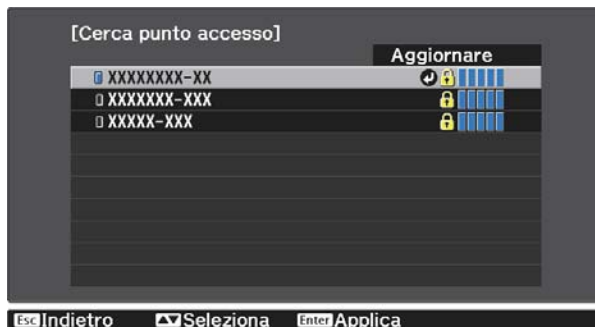 [Cerca punto accesso]
Aggiornare
XXXXXXXX-XX
XXXXXXX-XXX
XXXXX-XXX
Esc Indietro Seleziona Enter Applica